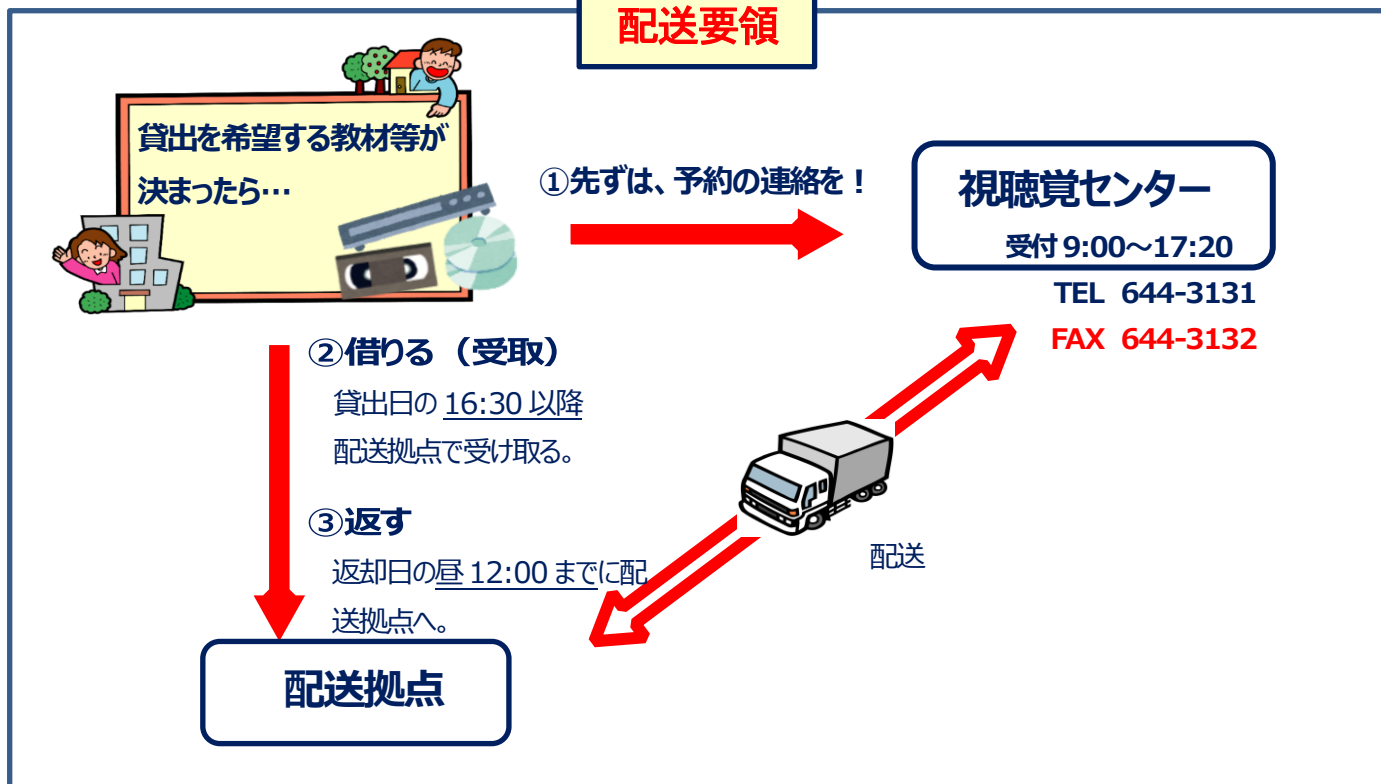 配送要領
貸出を希望する教材等が
決まったら…
①先ずは、予約の連絡を！
視聴覚センター
受付 9:00～17:20
TEL 644-3131
FAX 644-3132
②借りる（受取）
貸出日の 16:30 以降
配送拠点で受け取る。
③返す
返却日の昼 12:00 までに配
送拠点へ。
配送
配送拠点